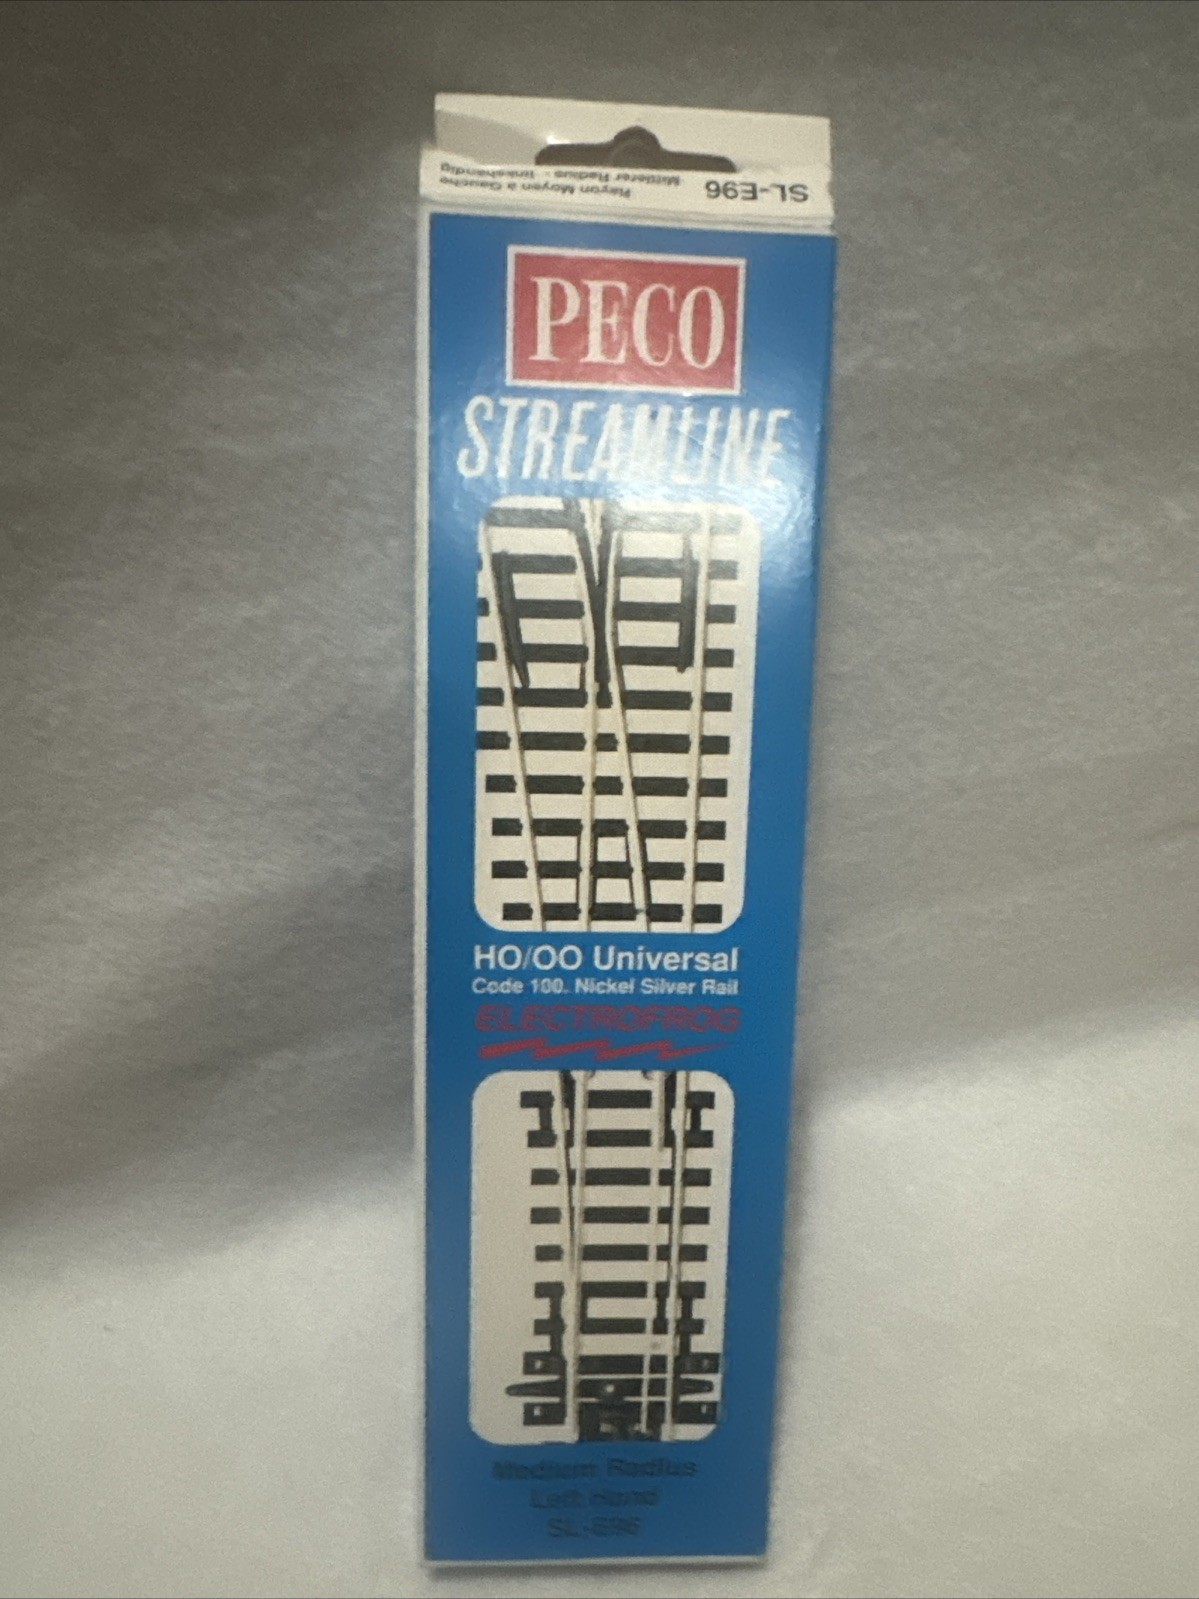 SL-E96
Rayon Moyen à Gauche
Mittlerer Radius - linkshändig
PECO
STREAMLINE
HO/OO Universal
Code 100. Nickel Silver Rail
ELECTROFROG
Medium Radius
Left Hand
SL-E96